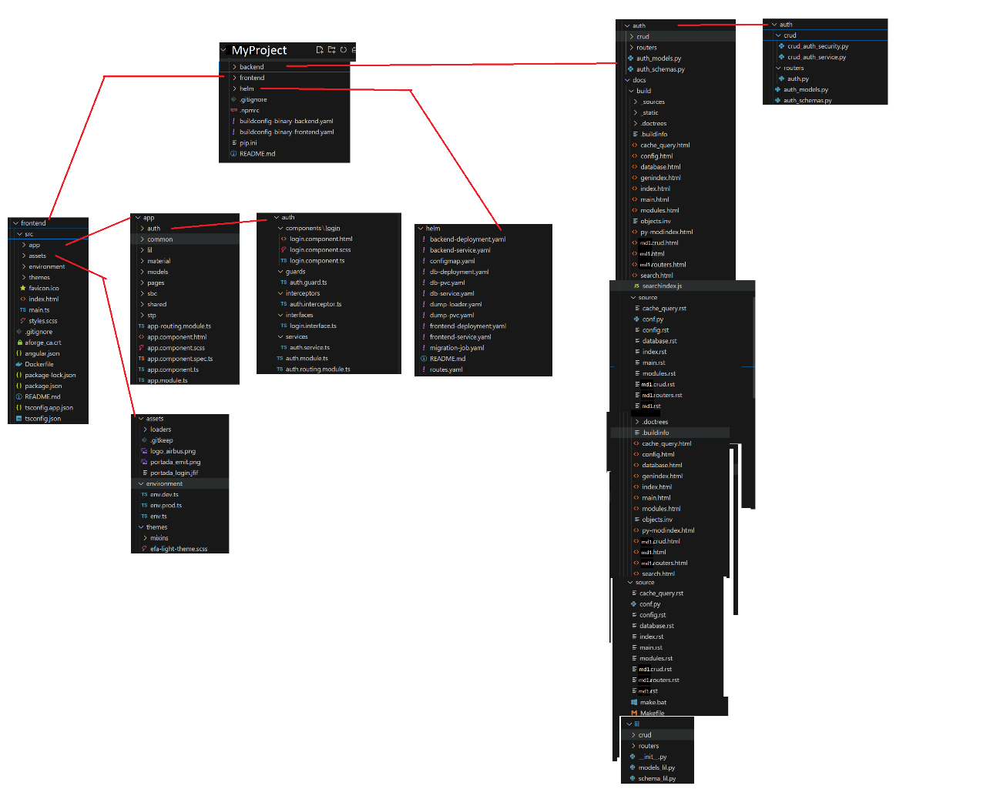 MyProject
backend
frontend
helm
.gitignore
.npmrc
buildconfig-binary-backend.yaml
buildconfig-binary-frontend.yaml
pip.ini
README.md
frontend
src
app
assets
environment
themes
favicon.ico
index.html
main.ts
styles.scss
.gitignore
aforge_ca.crt
angular.json
Dockerfile
package-lock.json
package.json
README.md
tsconfig.app.json
tsconfig.json
app
auth
common
lil
material
models
pages
sbc
shared
stp
app-routing.module.ts
app.component.html
app.component.scss
app.component.spec.ts
app.component.ts
app.module.ts
auth
components\login
login.component.html
login.component.scss
login.component.ts
guards
auth.guard.ts
interceptors
auth.interceptor.ts
interfaces
login.interface.ts
services
auth.service.ts
auth.module.ts
auth.routing.module.ts
helm
backend-deployment.yaml
backend-service.yaml
configmap.yaml
db-deployment.yaml
db-pvc.yaml
db-service.yaml
dump-loader.yaml
dump-pvc.yaml
frontend-deployment.yaml
frontend-service.yaml
migration-job.yaml
README.md
routes.yaml
assets
loaders
.gitkeep
logo_airbus.png
portada_emit.png
portada_login.jfif
environment
env.dev.ts
env.prod.ts
env.ts
themes
mixins
efa-light-theme.scss
auth
crud
routers
auth_models.py
auth_schemas.py
docs
build
_sources
_static
.doctrees
.buildinfo
cache_query.html
config.html
database.html
genindex.html
index.html
main.html
modules.html
objects.inv
py-modindex.html
md1.crud.html
md1.html
md1.routers.html
search.html
searchindex.js
source
cache_query.rst
conf.py
config.rst
database.rst
index.rst
main.rst
modules.rst
md1.crud.rst
md1.routers.rst
md1.rst
.doctrees
.buildinfo
cache_query.html
config.html
database.html
genindex.html
index.html
main.html
modules.html
objects.inv
py-modindex.html
md1.crud.html
md1.html
md1.routers.html
search.html
source
cache_query.rst
conf.py
config.rst
database.rst
index.rst
main.rst
modules.rst
md1.crud.rst
md1.routers.rst
md1.rst
make.bat
Makefile
crud
routers
__init__.py
models_lil.py
schema_lil.py
auth
crud
crud_auth_security.py
crud_auth_service.py
routers
auth.py
auth_models.py
auth_schemas.py